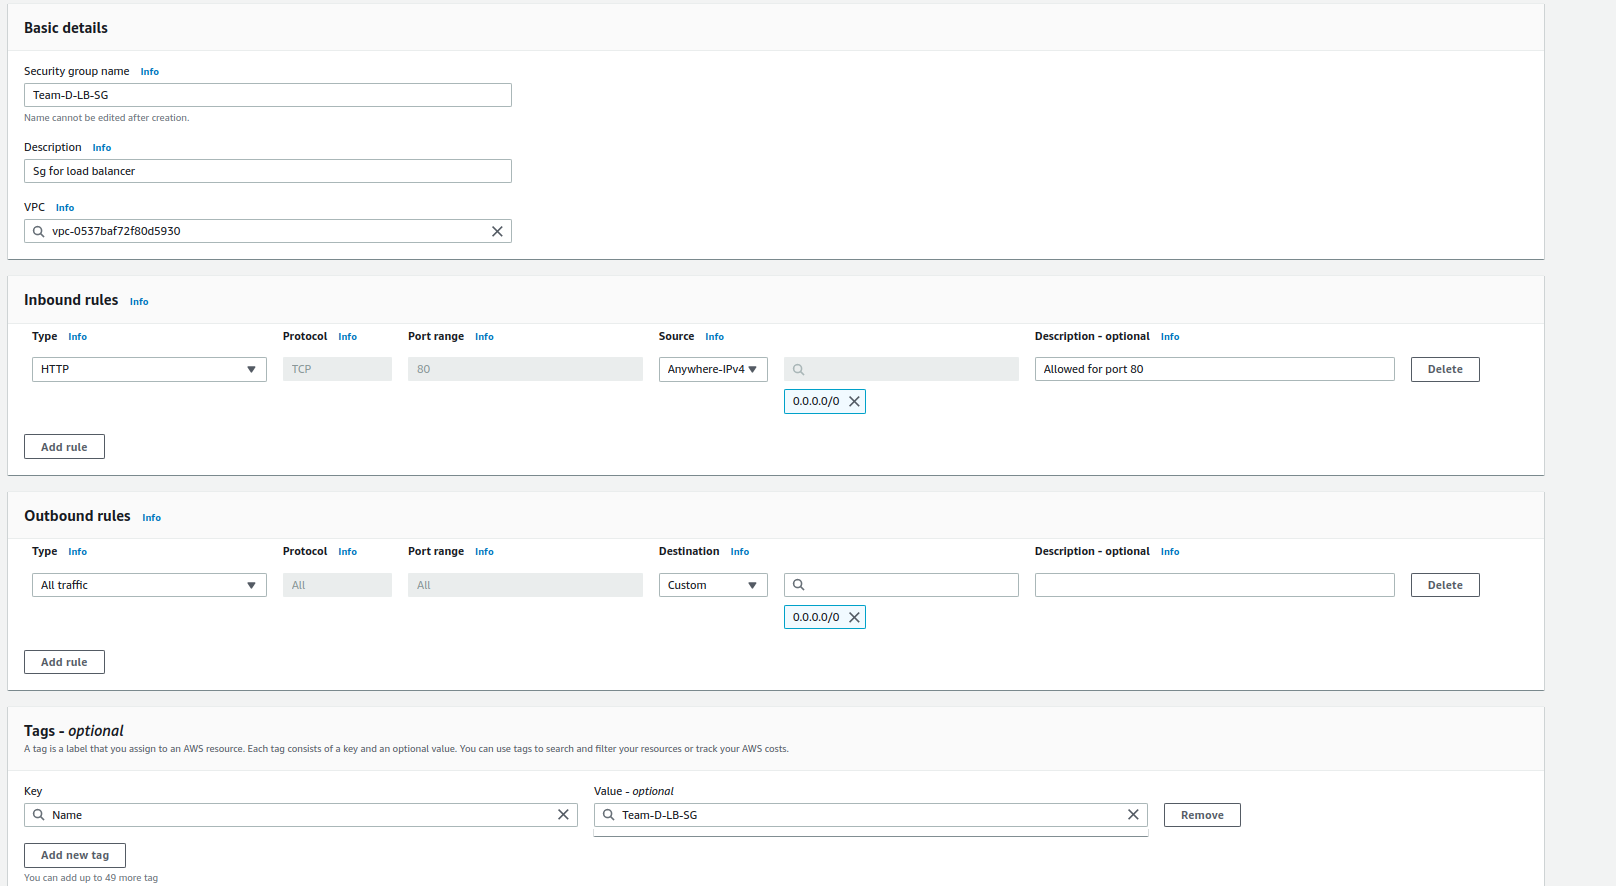 Basic details
Security group name Info
Team-D-LB-SG
Name cannot be edited after creation.
Description Info
Sg for load balancer
VPC Info
vpc-0537baf72f80d5930
Inbound rules Info
Type Info Protocol Info Port range Info Source Info Description - optional Info
HTTP TCP 80 Anywhere-IPv4 Allowed for port 80 Delete
0.0.0.0/0
Add rule
Outbound rules Info
Type Info Protocol Info Port range Info Destination Info Description - optional Info
All traffic All All Custom Delete
0.0.0.0/0
Add rule
Tags - optional
A tag is a label that you assign to an AWS resource. Each tag consists of a key and an optional value. You can use tags to search and filter your resources or track your AWS costs.
Key Value - optional
Name Team-D-LB-SG Remove
Add new tag
You can add up to 49 more tag